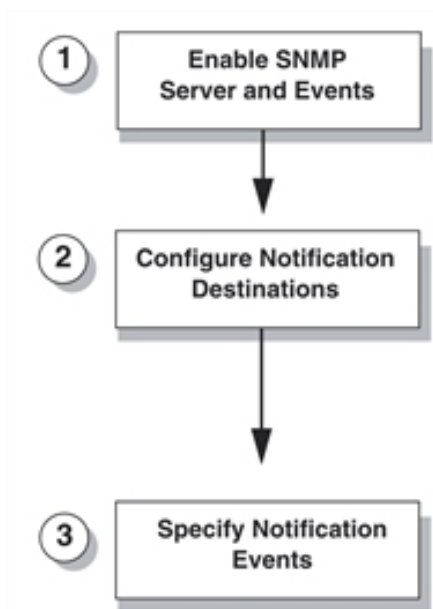 1
Enable SNMP
Server and Events
2
Configure Notification
Destinations
3
Specify Notification
Events